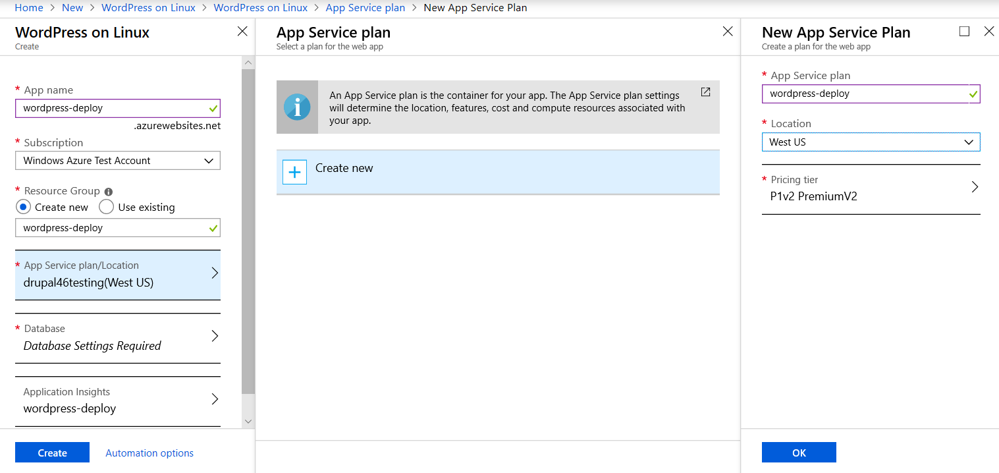 Home > New > WordPress on Linux > WordPress on Linux > App Service plan > New App Service Plan
WordPress on Linux
Create
* App name
wordpress-deploy
.azurewebsites.net
* Subscription
Windows Azure Test Account
* Resource Group
Create new Use existing
wordpress-deploy
* App Service plan/Location
drupal46testing(West US)
* Database
Database Settings Required
Application Insights
wordpress-deploy
Create Automation options
App Service plan
Select a plan for the web app
An App Service plan is the container for your app. The App Service plan settings
will determine the location, features, cost and compute resources associated with
your app.
Create new
New App Service Plan
Create a plan for the web app
* App Service plan
wordpress-deploy
* Location
West US
* Pricing tier
P1v2 PremiumV2
OK